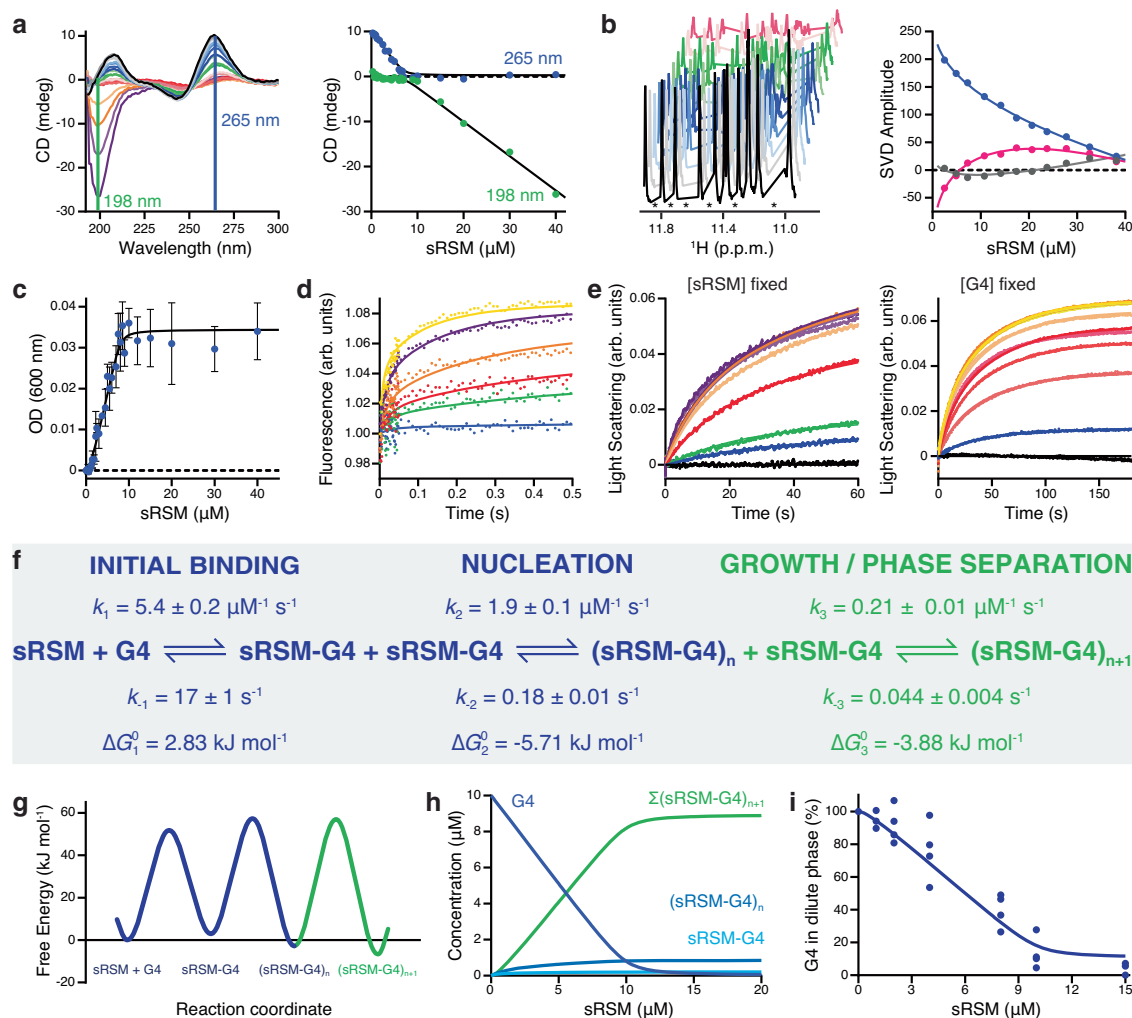 a
CD (mdeg)
10
0
-10
-20
-30
265 nm
198 nm
200 225 250 275 300
Wavelength (nm)
CD (mdeg)
10
0
-10
-20
-30
265 nm
198 nm
0 10 20 30 40
sRSM (µM)
b
* * * * * *
11.8 11.4 11.0
¹H (p.p.m.)
SVD Amplitude
250
200
150
100
50
0
-50
0 10 20 30 40
sRSM (µM)
c
OD (600 nm)
0.04
0.03
0.02
0.01
0
0 10 20 30 40
sRSM (µM)
d
Fluorescence (arb. units)
1.08
1.06
1.04
1.02
1.00
0.98
0 0.1 0.2 0.3 0.4 0.5
Time (s)
e
[sRSM] fixed
Light Scattering (arb. units)
0.06
0.04
0.02
0
0 20 40 60
Time (s)
[G4] fixed
Light Scattering (arb. units)
0.06
0.04
0.02
0
0 50 100 150
Time (s)
f
INITIAL BINDING NUCLEATION GROWTH / PHASE SEPARATION
k₁ = 5.4 ± 0.2 µM⁻¹ s⁻¹ k₂ = 1.9 ± 0.1 µM⁻¹ s⁻¹ k₃ = 0.21 ± 0.01 µM⁻¹ s⁻¹
sRSM + G4 ⇌ sRSM-G4 + sRSM-G4 ⇌ (sRSM-G4)ₙ + sRSM-G4 ⇌ (sRSM-G4)ₙ₊₁
k₋₁ = 17 ± 1 s⁻¹ k₋₂ = 0.18 ± 0.01 s⁻¹ k₋₃ = 0.044 ± 0.004 s⁻¹
ΔG₁⁰ = 2.83 kJ mol⁻¹ ΔG₂⁰ = -5.71 kJ mol⁻¹ ΔG₃⁰ = -3.88 kJ mol⁻¹
g
Free Energy (kJ mol⁻¹)
60
40
20
0
-20
sRSM + G4 sRSM-G4 (sRSM-G4)ₙ (sRSM-G4)ₙ₊₁
Reaction coordinate
h
Concentration (µM)
10
8
6
4
2
0
G4
Σ(sRSM-G4)ₙ₊₁
(sRSM-G4)ₙ
sRSM-G4
0 5 10 15 20
sRSM (µM)
i
G4 in dilute phase (%)
100
80
60
40
20
0
0 3 6 9 12 15
sRSM (µM)